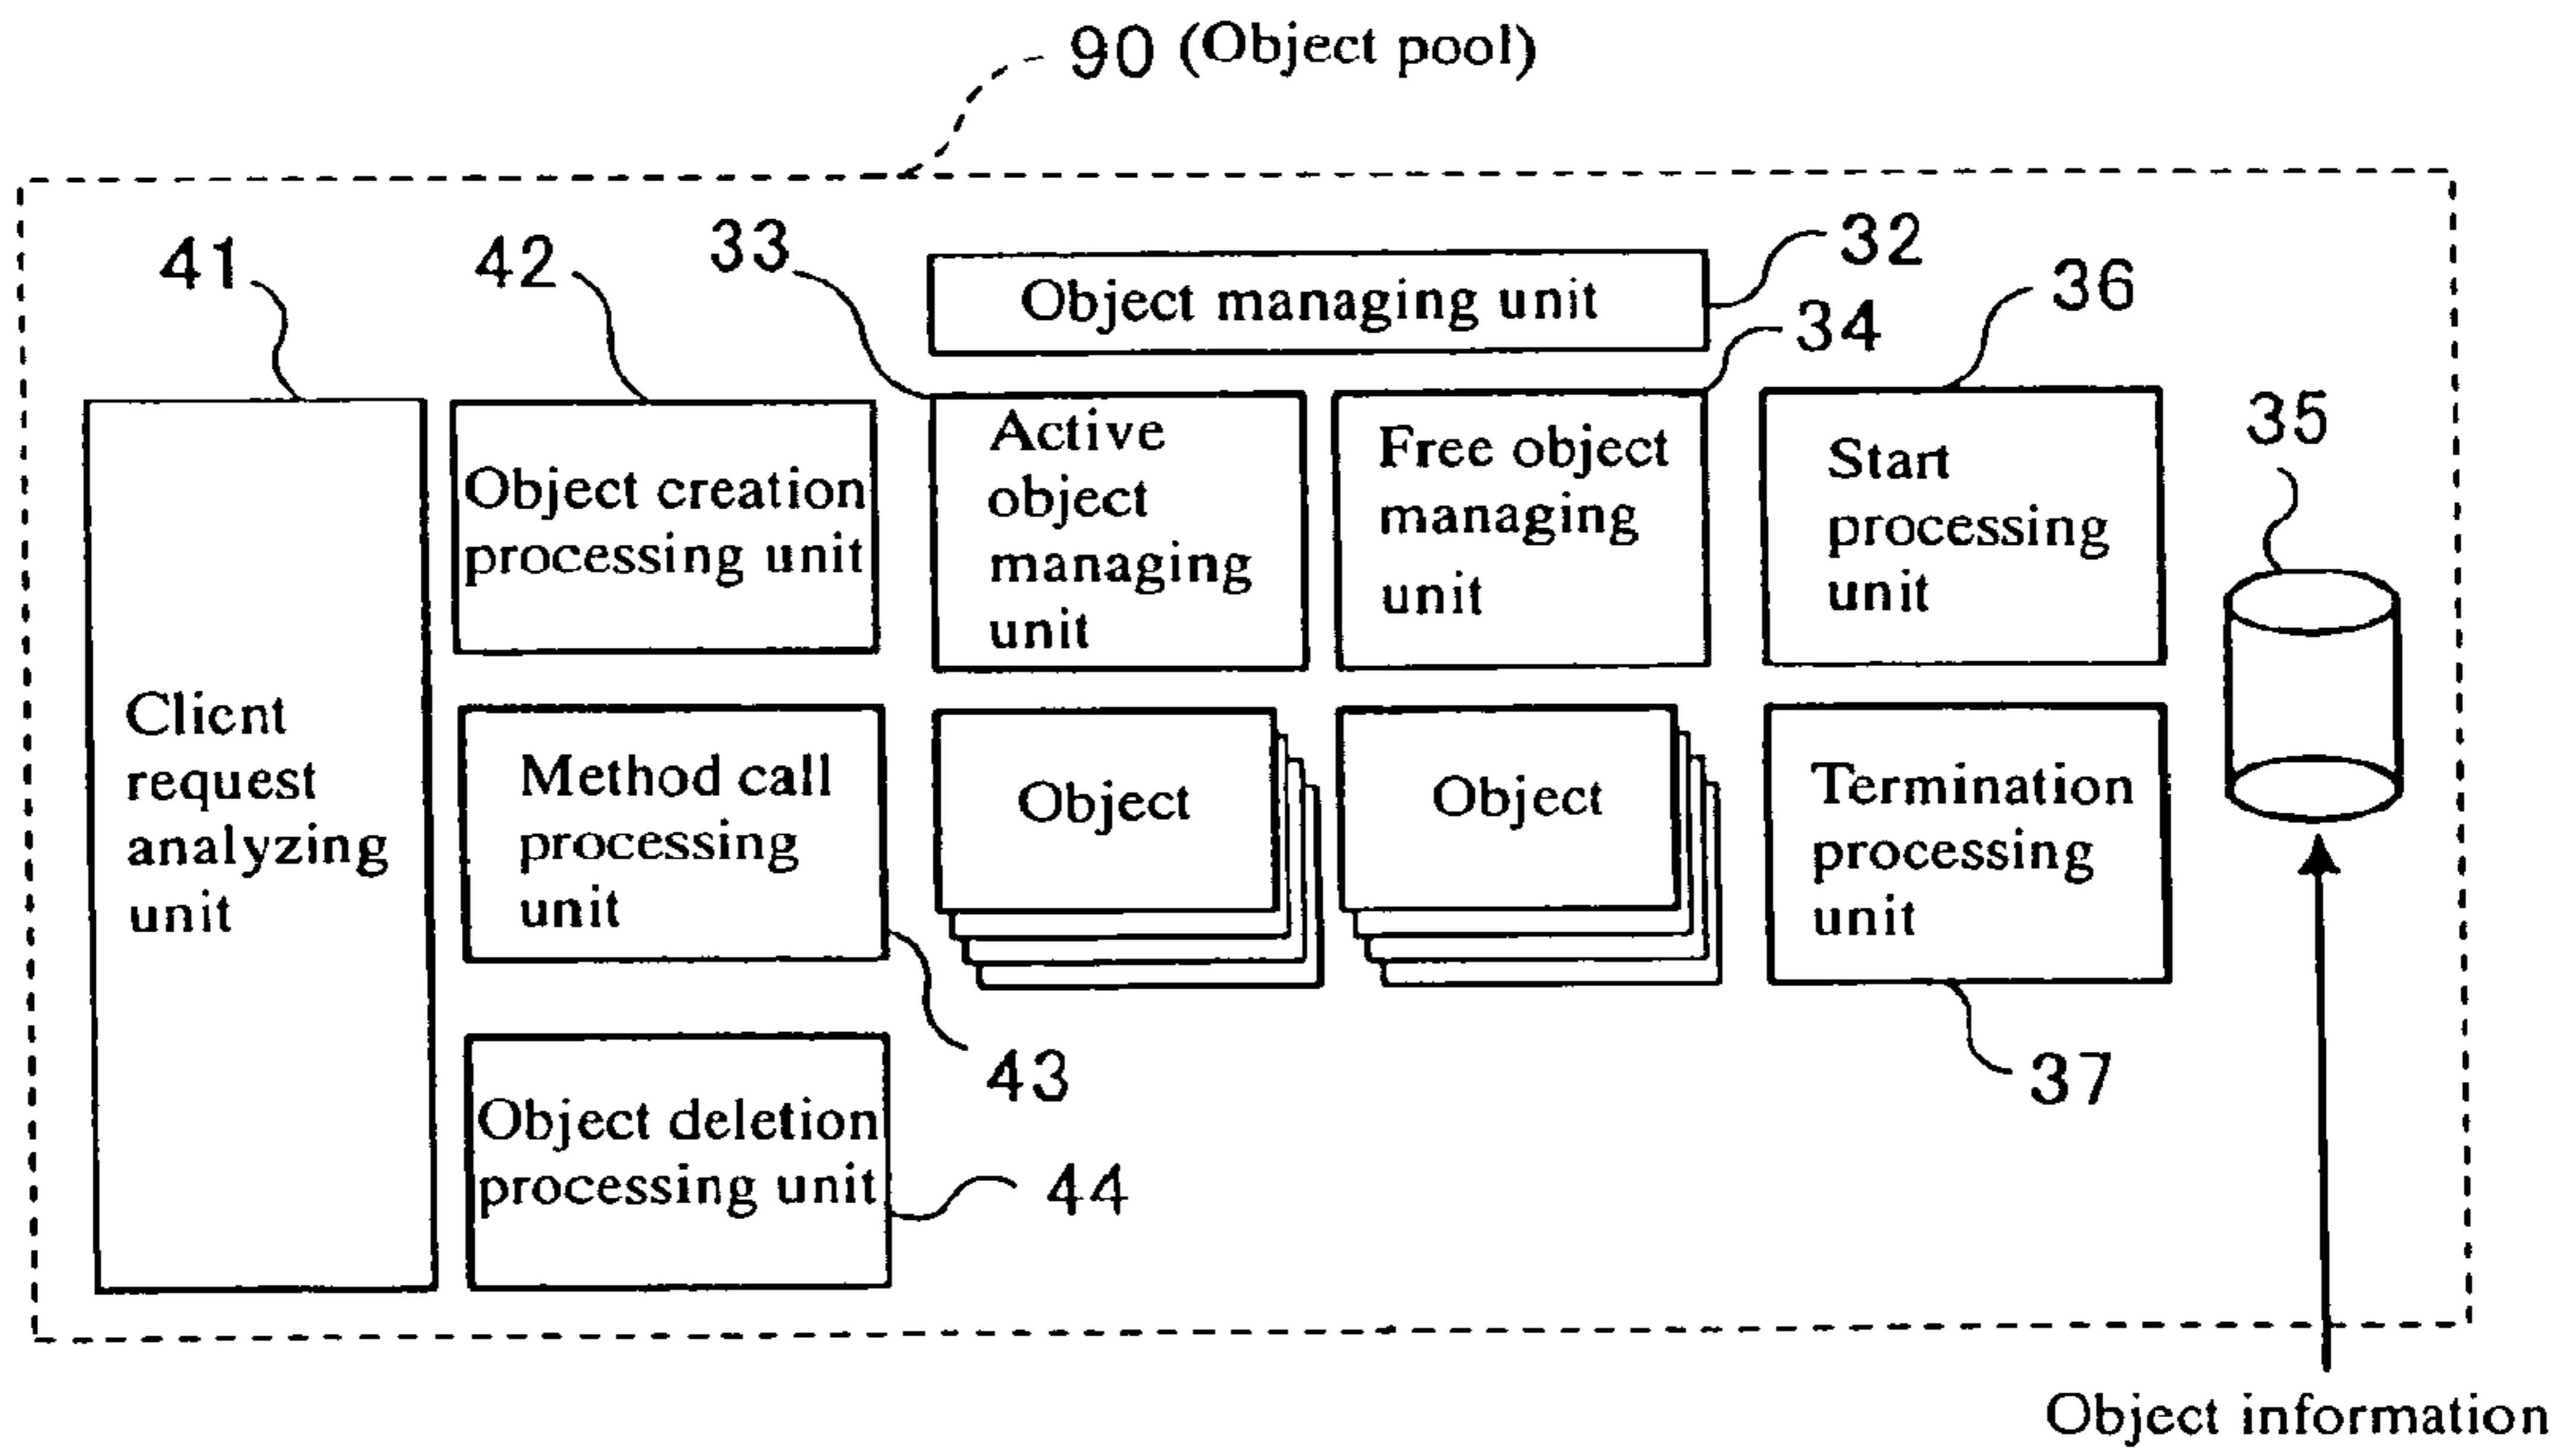 90 (Object pool)
41
42
33
32
34
36
35
Object managing unit
Client
request
analyzing
unit
Object creation
processing unit
Active
object
managing
unit
Free object
managing
unit
Start
processing
unit
Method call
processing
unit
43
Object
Object
Termination
processing
unit
37
Object deletion
processing unit
44
Object information